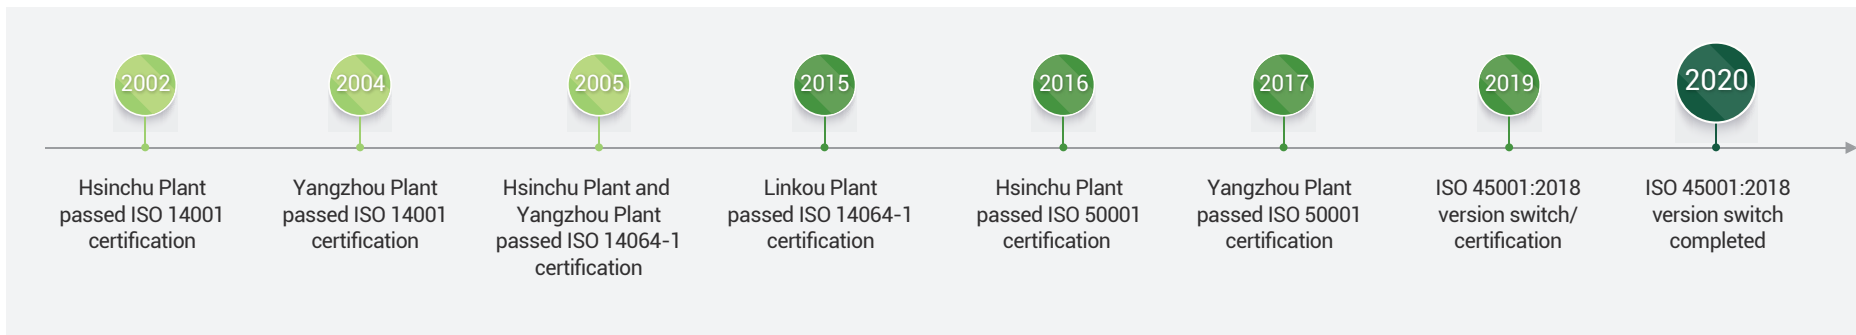 2002
Hsinchu Plant
passed ISO 14001
certification
2004
Yangzhou Plant
passed ISO 14001
certification
2005
Hsinchu Plant and
Yangzhou Plant
passed ISO 14064-1
certification
2015
Linkou Plant
passed ISO 14064-1
certification
2016
Hsinchu Plant
passed ISO 50001
certification
2017
Yangzhou Plant
passed ISO 50001
certification
2019
ISO 45001:2018
version switch/
certification
2020
ISO 45001:2018
version switch
completed